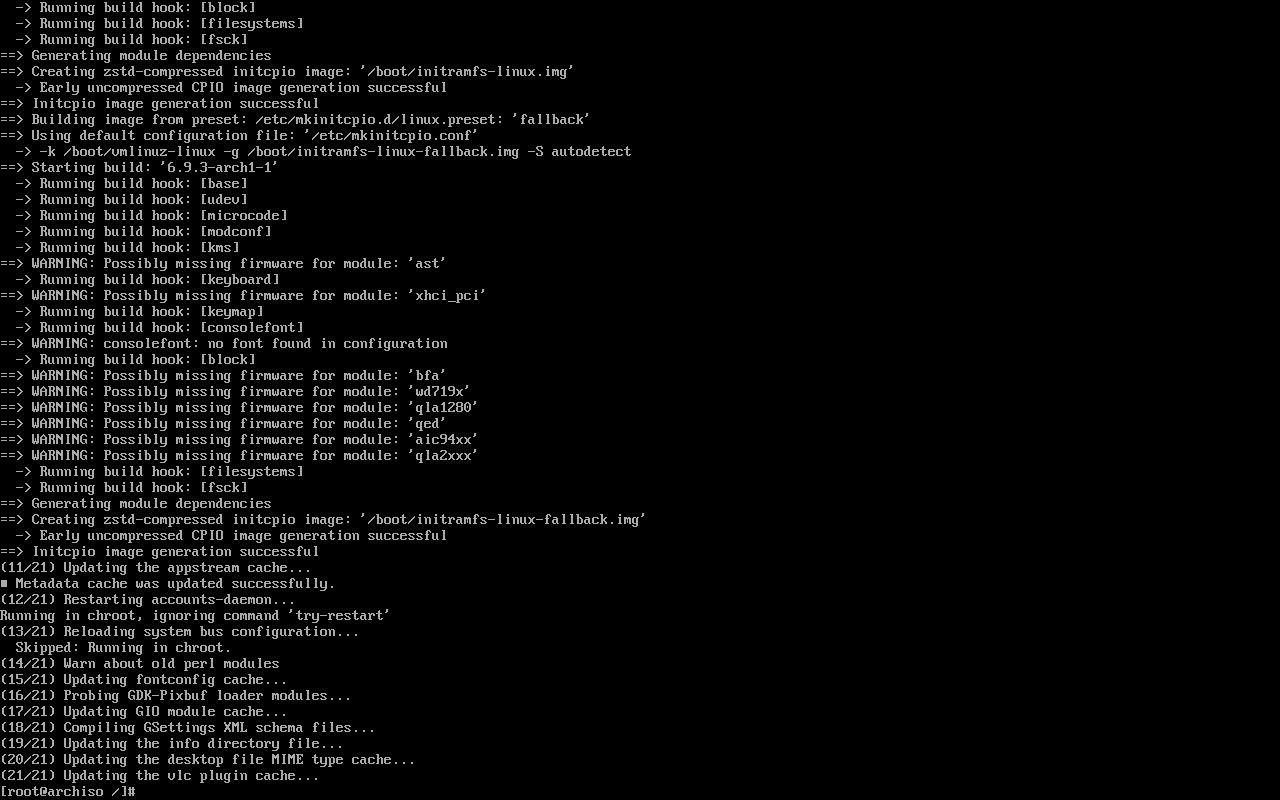 -> Running build hook: [block]
  -> Running build hook: [filesystems]
  -> Running build hook: [fsck]
==> Generating module dependencies
==> Creating zstd-compressed initcpio image: '/boot/initramfs-linux.img'
  -> Early uncompressed CPIO image generation successful
==> Initcpio image generation successful
==> Building image from preset: /etc/mkinitcpio.d/linux.preset: 'fallback'
==> Using default configuration file: '/etc/mkinitcpio.conf'
  -> -k /boot/vmlinuz-linux -g /boot/initramfs-linux-fallback.img -S autodetect
==> Starting build: '6.9.3-arch1-1'
  -> Running build hook: [base]
  -> Running build hook: [udev]
  -> Running build hook: [microcode]
  -> Running build hook: [modconf]
  -> Running build hook: [kms]
==> WARNING: Possibly missing firmware for module: 'ast'
  -> Running build hook: [keyboard]
==> WARNING: Possibly missing firmware for module: 'xhci_pci'
  -> Running build hook: [keymap]
  -> Running build hook: [consolefont]
==> WARNING: consolefont: no font found in configuration
  -> Running build hook: [block]
==> WARNING: Possibly missing firmware for module: 'bfa'
==> WARNING: Possibly missing firmware for module: 'wd719x'
==> WARNING: Possibly missing firmware for module: 'qla1280'
==> WARNING: Possibly missing firmware for module: 'qed'
==> WARNING: Possibly missing firmware for module: 'aic94xx'
==> WARNING: Possibly missing firmware for module: 'qla2xxx'
  -> Running build hook: [filesystems]
  -> Running build hook: [fsck]
==> Generating module dependencies
==> Creating zstd-compressed initcpio image: '/boot/initramfs-linux-fallback.img'
  -> Early uncompressed CPIO image generation successful
==> Initcpio image generation successful
(11/21) Updating the appstream cache...
■ Metadata cache was updated successfully.
(12/21) Restarting accounts-daemon...
Running in chroot, ignoring command 'try-restart'
(13/21) Reloading system bus configuration...
  Skipped: Running in chroot.
(14/21) Warn about old perl modules
(15/21) Updating fontconfig cache...
(16/21) Probing GDK-Pixbuf loader modules...
(17/21) Updating GIO module cache...
(18/21) Compiling GSettings XML schema files...
(19/21) Updating the info directory file...
(20/21) Updating the desktop file MIME type cache...
(21/21) Updating the vlc plugin cache...
[root@archiso /]#